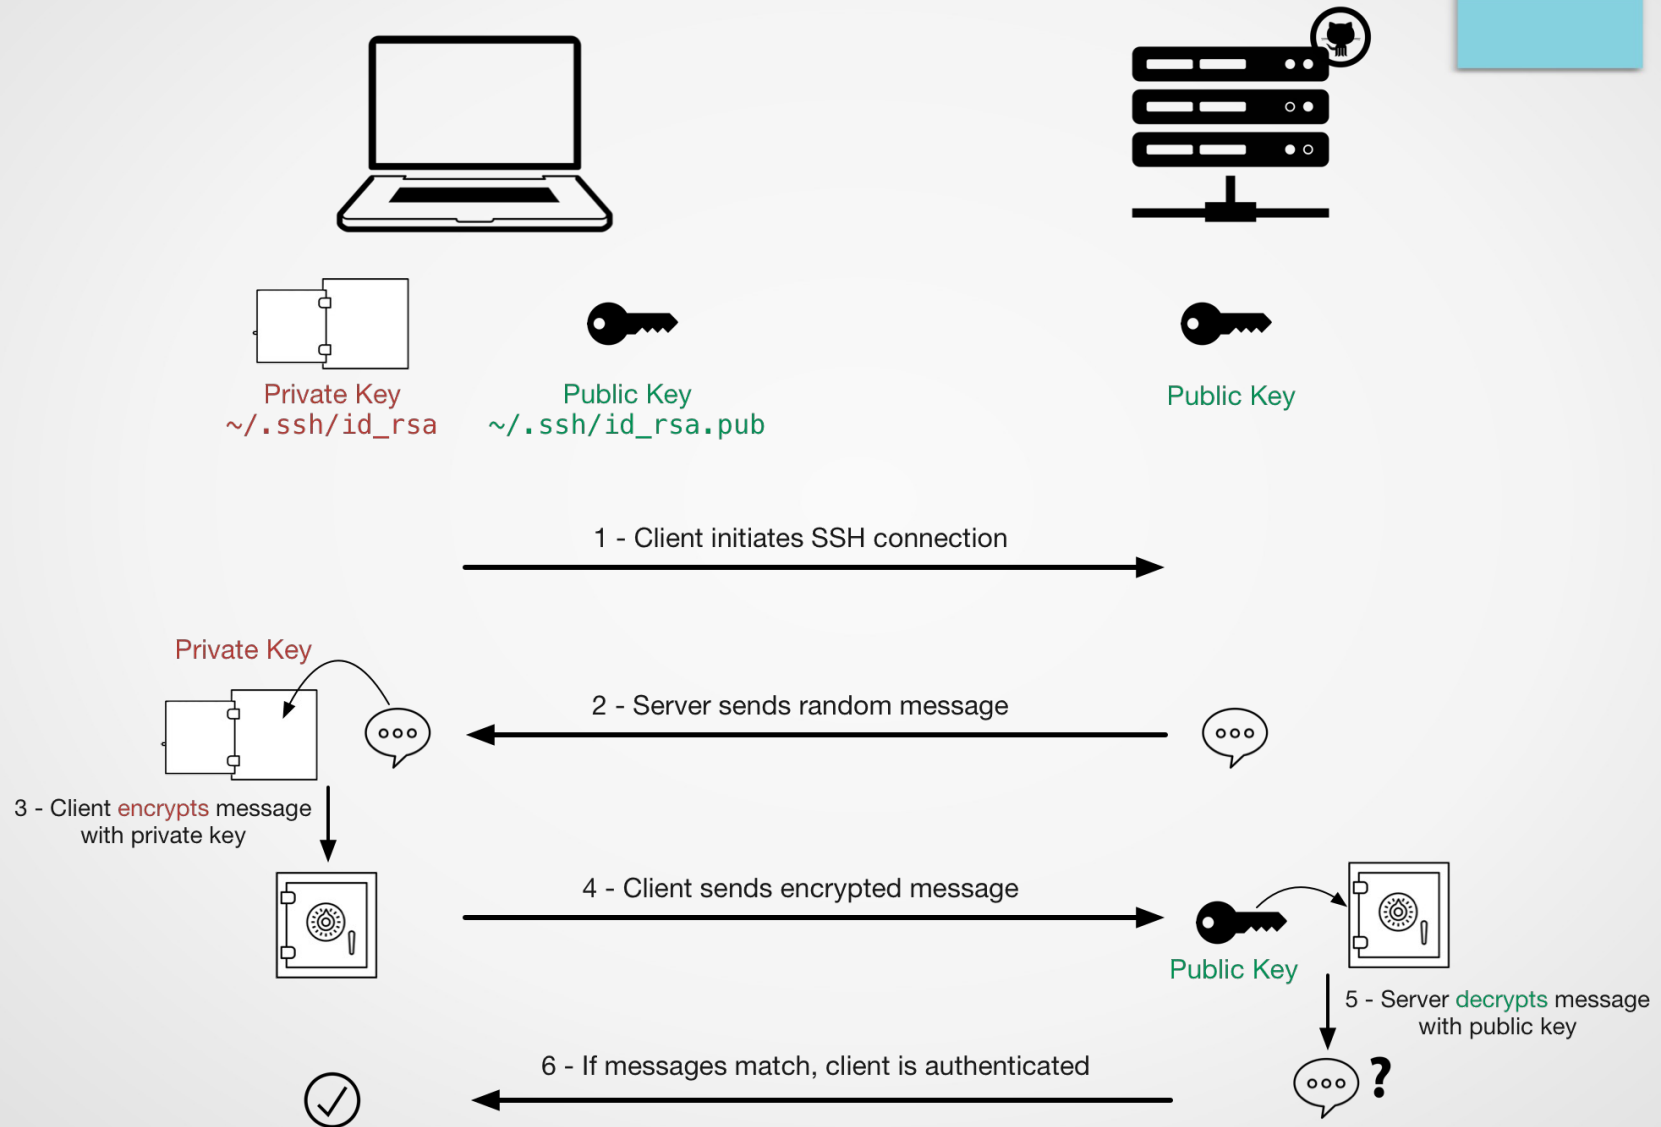 Private Key
~/.ssh/id_rsa
Public Key
~/.ssh/id_rsa.pub
Public Key
1 - Client initiates SSH connection
Private Key
2 - Server sends random message
3 - Client encrypts message
with private key
4 - Client sends encrypted message
Public Key
5 - Server decrypts message
with public key
6 - If messages match, client is authenticated
?